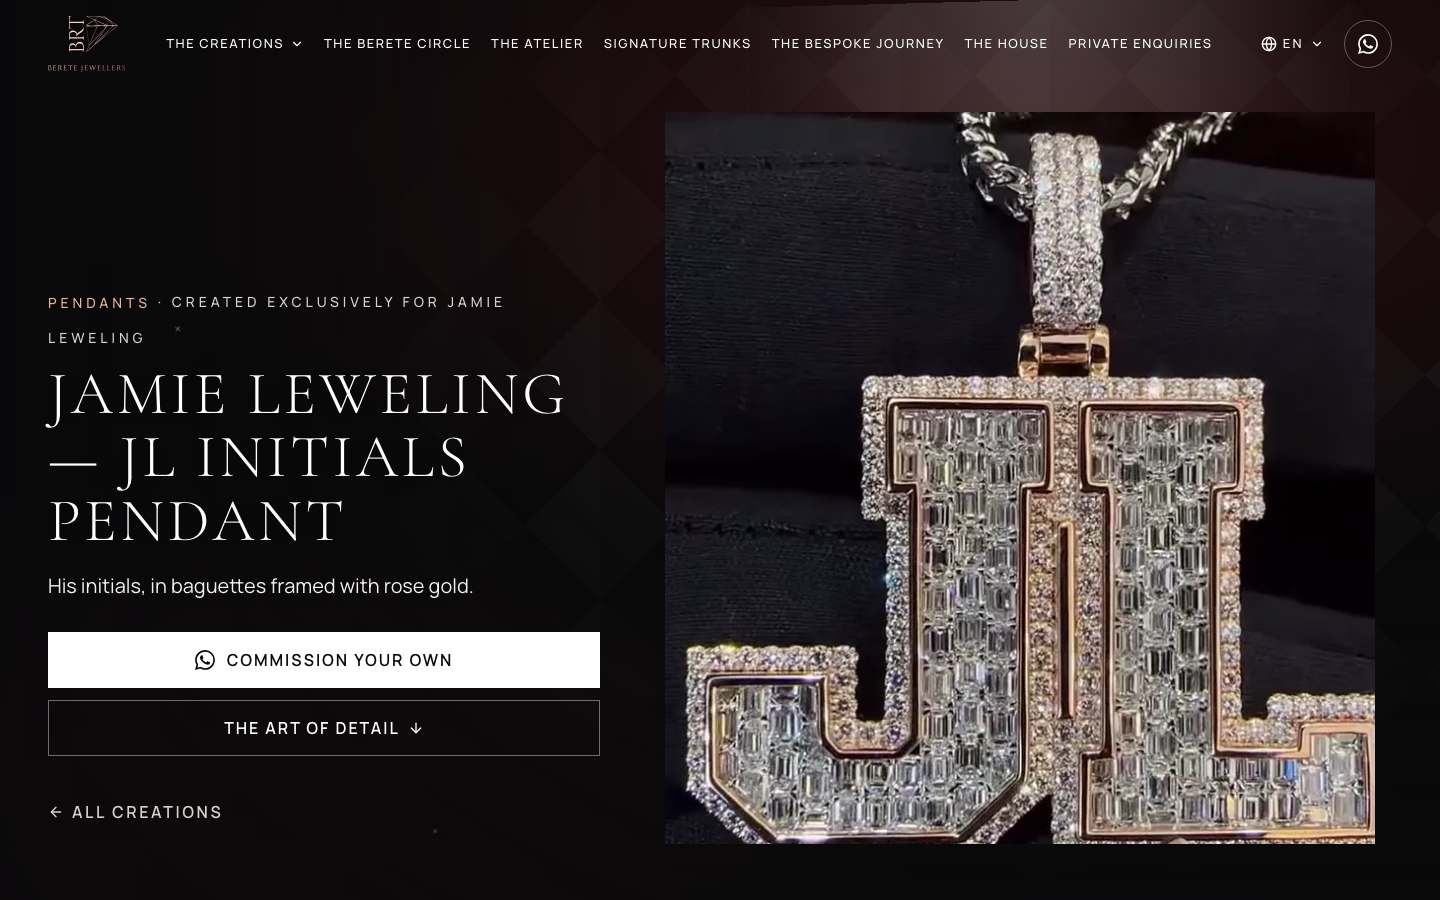 BRT
BERETE JEWELLERS
THE CREATIONS
THE BERETE CIRCLE
THE ATELIER
SIGNATURE TRUNKS
THE BESPOKE JOURNEY
THE HOUSE
PRIVATE ENQUIRIES
EN
PENDANTS · CREATED EXCLUSIVELY FOR JAMIE
LEWELING
JAMIE LEWELING
— JL INITIALS
PENDANT
His initials, in baguettes framed with rose gold.
COMMISSION YOUR OWN
THE ART OF DETAIL ↓
← ALL CREATIONS
JL